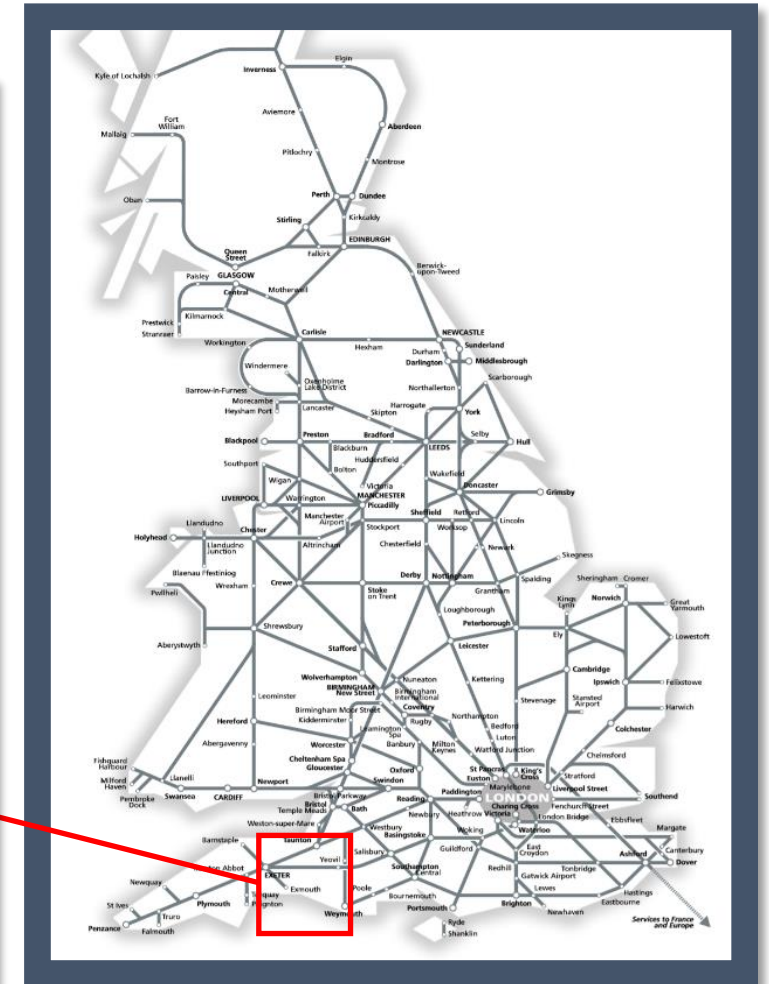 Elgin
Inverness
Kyle of Lochalsh
Aviemore
Fort
William
Aberdeen
Mallaig
Pitlochry
Montrose
Perth
Dundee
Oban
Kirkcaldy
Stirling
EDINBURGH
Falkirk
Queen
Street
GLASGOW
Central
Berwick-
upon-Tweed
Paisley
Motherwell
Prestwick
Stranraer
Kilmarnock
Carlisle
NEWCASTLE
Sunderland
Workington
Hexham
Durham
Darlington
Middlesbrough
Windermere
Scarborough
Oxenholme
Lake District
Northallerton
Barrow-in-Furness
Morecambe
Heysham Port
Lancaster
Harrogate
York
Skipton
Blackpool
Preston
Bradford
Selby
Hull
Blackburn
LEEDS
Huddersfield
Southport
Bolton
Wakefield
Wigan
Victoria
Doncaster
MANCHESTER
Piccadilly
Grimsby
LIVERPOOL
Warrington
Sheffield
Retford
Manchester
Airport
Lincoln
Llandudno
Stockport
Worksop
Holyhead
Chester
Llandudno
Junction
Altrincham
Chesterfield
Newark
Skegness
Blaenau Ffestiniog
Wrexham
Crewe
Stoke
on Trent
Derby
Nottingham
Spalding
Sheringham
Cromer
Pwllheli
Grantham
Kings
Lynn
Norwich
Great
Yarmouth
Loughborough
Shrewsbury
Peterborough
Ely
Lowestoft
Aberystwyth
Stafford
Leicester
Wolverhampton
Nuneaton
Cambridge
BIRMINGHAM
New Street
Birmingham
International
Kettering
Ipswich
Felixstowe
Leominster
Coventry
Stevenage
Stansted
Airport
Birmingham Moor Street
Kidderminster
Rugby
Northampton
Harwich
Hereford
Leamington
Spa
Bedford
Colchester
Worcester
Banbury
Milton
Keynes
Luton
Abergavenny
Watford Junction
Chelmsford
Cheltenham Spa
Gloucester
Oxford
St Pancras
Euston
King's
Cross
Stratford
Fishguard
Harbour
Llanelli
Swindon
Marylebone
Liverpool Street
Milford
Haven
Newport
Paddington
LONDON
Southend
Pembroke
Dock
Swansea
CARDIFF
Bristol Parkway
Reading
Charing Cross
Fenchurch Street
Bristol
Temple Meads
Bath
Newbury
Heathrow
Victoria
London Bridge
Ebbsfleet
Weston-super-Mare
Westbury
Basingstoke
Woking
Waterloo
Margate
Barnstaple
Taunton
Salisbury
Guildford
East
Croydon
Ashford
Canterbury
Yeovil
Southampton
Central
Redhill
Tonbridge
Dover
Abbot
EXETER
Gatwick Airport
Newquay
Exmouth
Poole
Lewes
Hastings
St Ives
Plymouth
Torquay
Paignton
Bournemouth
Portsmouth
Brighton
Eastbourne
Truro
Weymouth
Newhaven
Penzance
Falmouth
Ryde
Shanklin
Services to France
and Europe